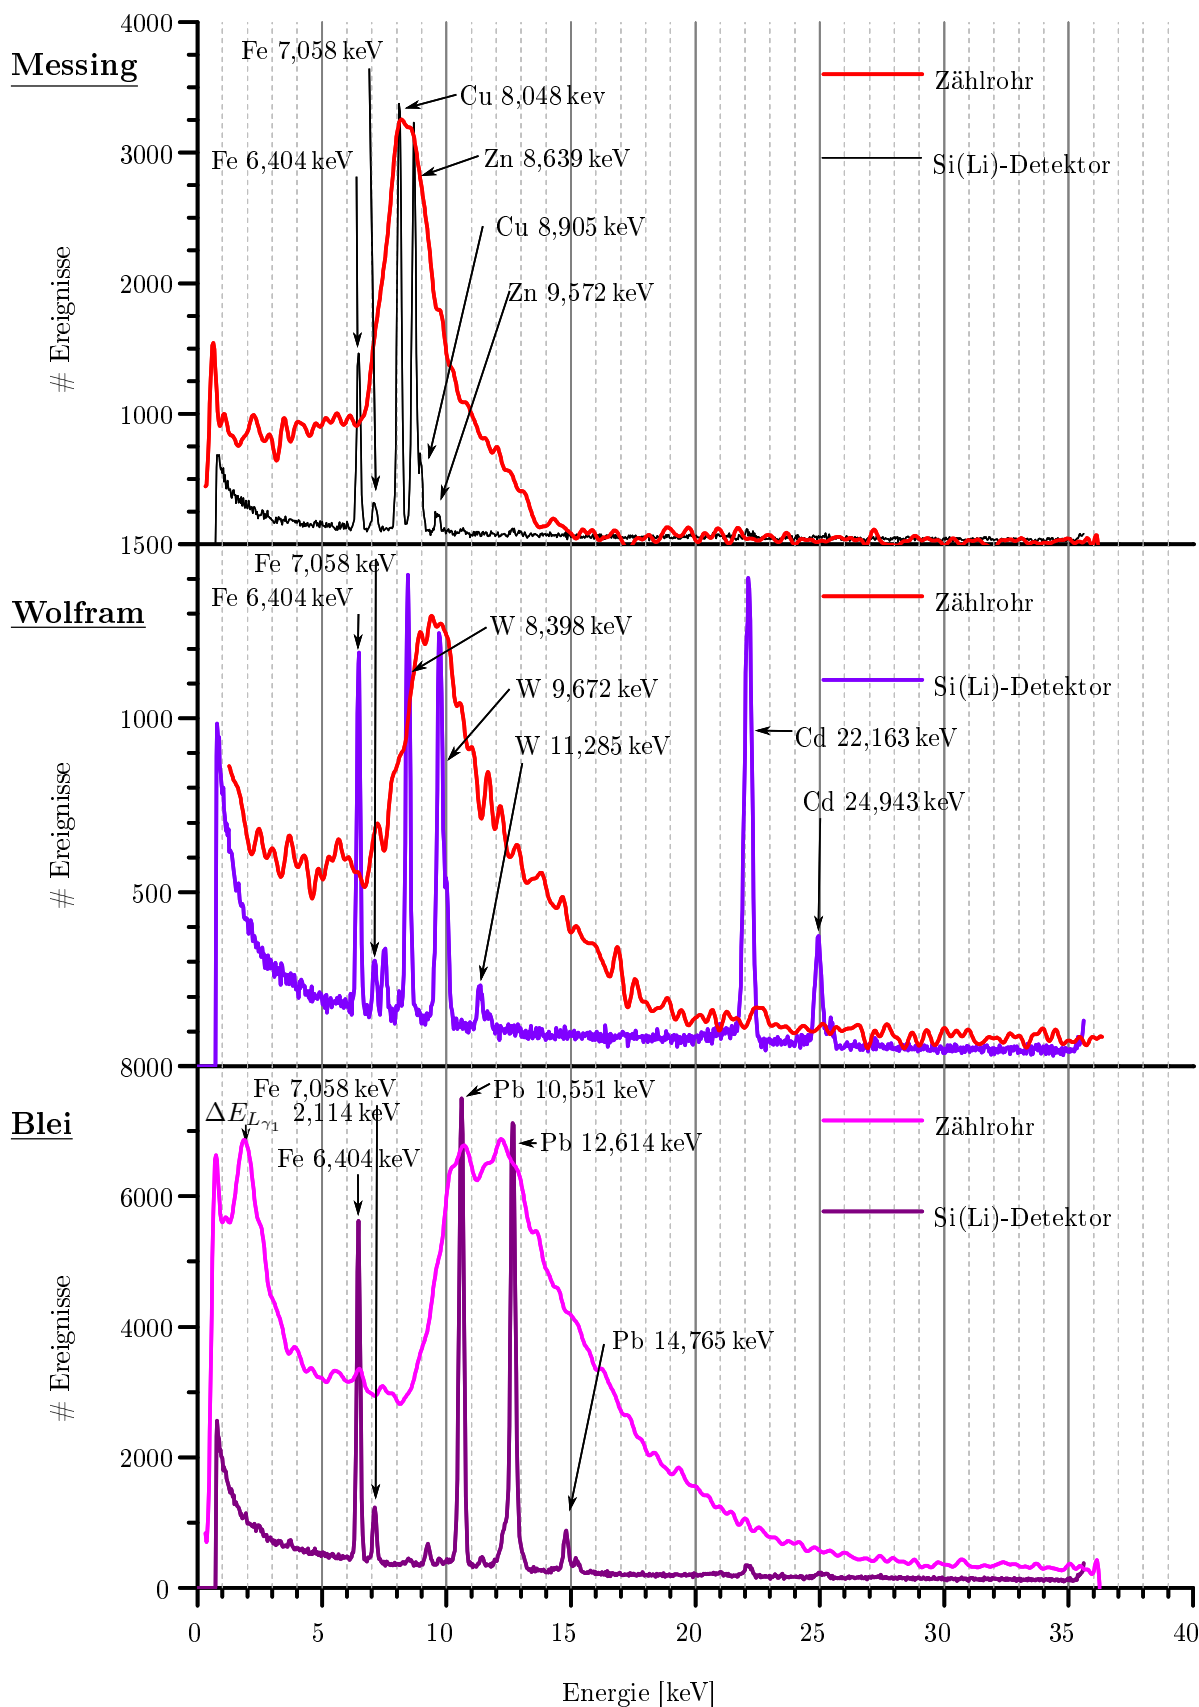 4000
Messing
Fe 7,058 keV
Zählrohr
Cu 8,048 kev
3000
Fe 6,404 keV
Zn 8,639 keV
Si(Li)-Detektor
Cu 8,905 keV
# Ereignisse
2000
Zn 9,572 keV
1000
1500
Fe 7,058 keV
Wolfram
Fe 6,404 keV
Zählrohr
W 8,398 keV
W 9,672 keV
Si(Li)-Detektor
1000
W 11,285 keV
Cd 22,163 keV
# Ereignisse
Cd 24,943 keV
500
8000
Fe 7,058 keV
Pb 10,551 keV
Blei
ΔE_{L_{γ1}} 2,114 keV
Zählrohr
Pb 12,614 keV
Fe 6,404 keV
6000
Si(Li)-Detektor
# Ereignisse
4000
Pb 14,765 keV
2000
0
0 5 10 15 20 25 30 35 40
Energie [keV]